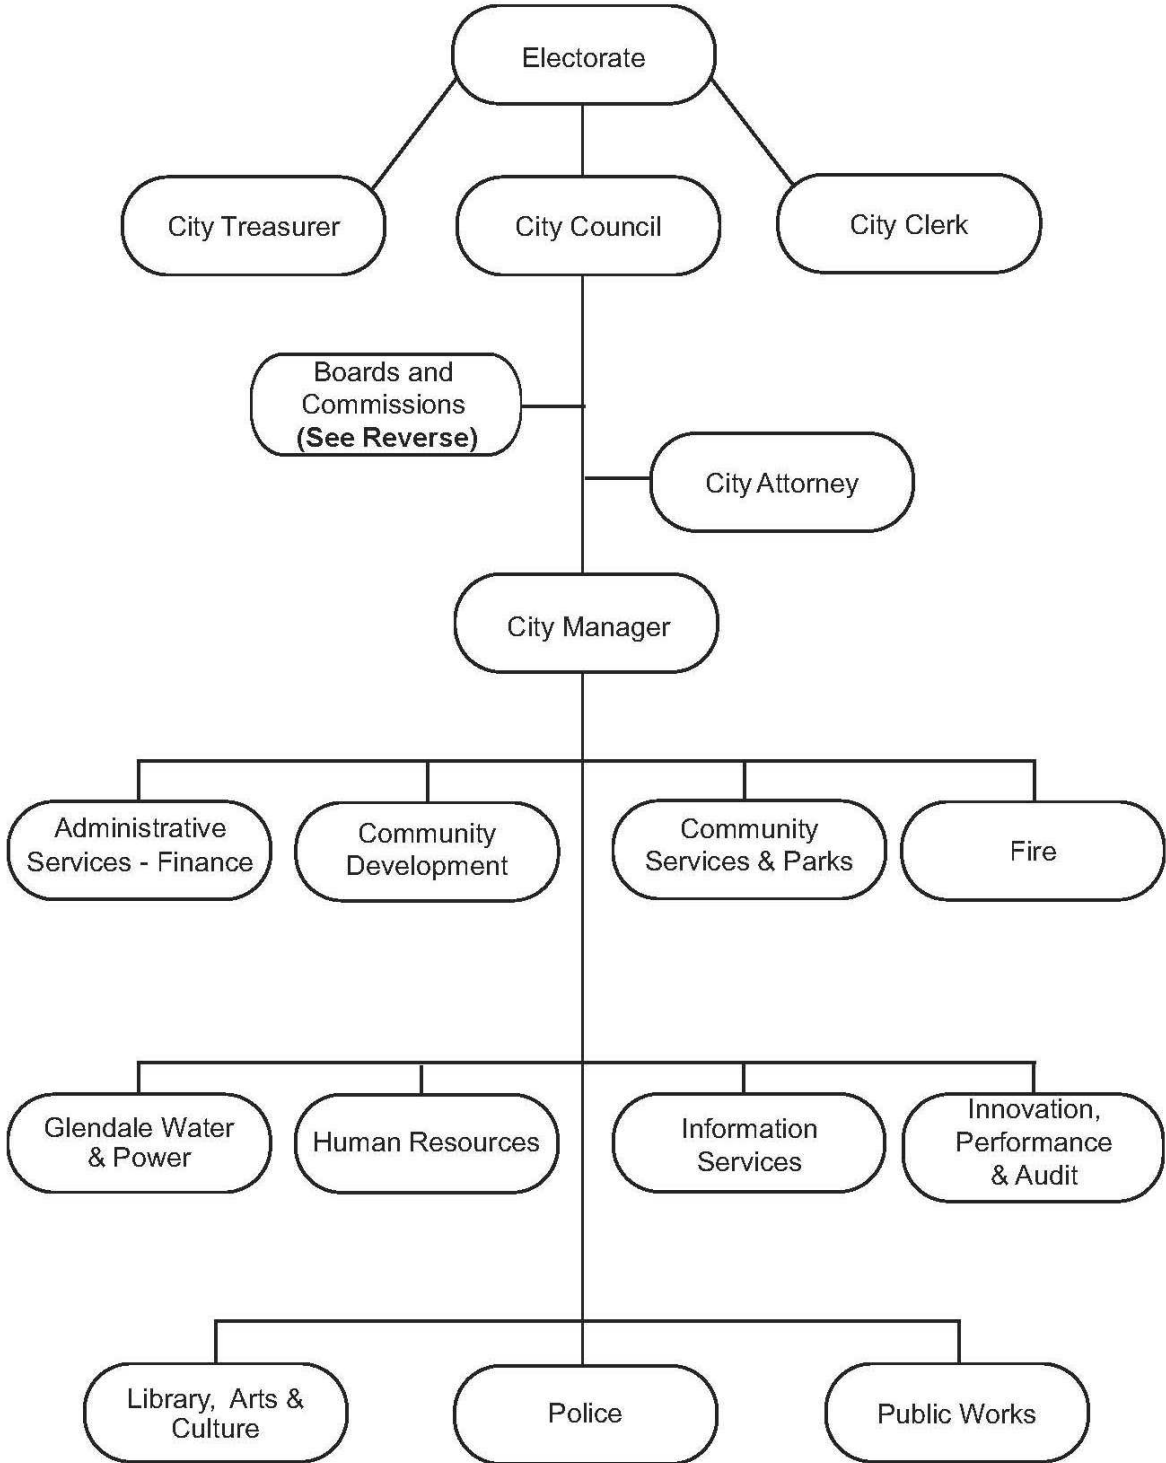 Electorate
City Treasurer
City Council
City Clerk
Boards and
Commissions
(See Reverse)
City Attorney
City Manager
Administrative
Services - Finance
Community
Development
Community
Services & Parks
Fire
Glendale Water
& Power
Human Resources
Information
Services
Innovation,
Performance
& Audit
Library, Arts &
Culture
Police
Public Works